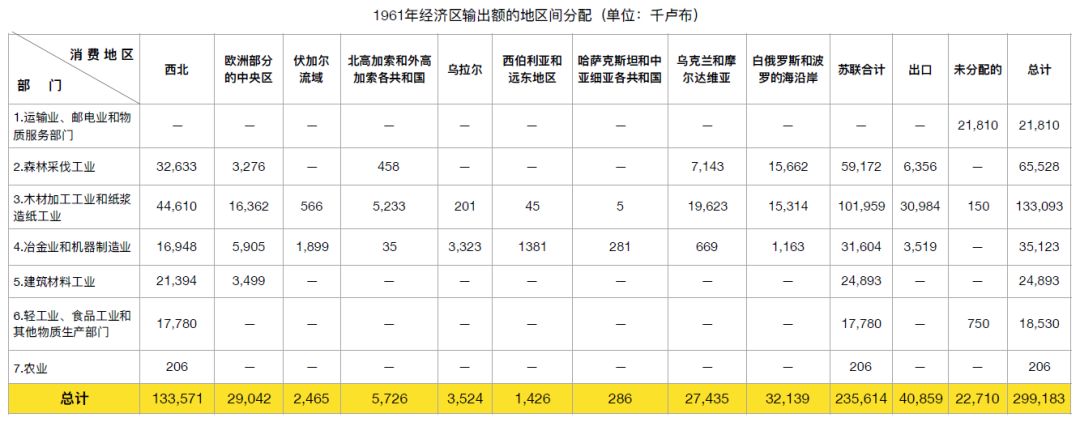 1961年经济区输出额的地区间分配（单位：千卢布）
消费地区
部 门
西北
欧洲部分
的中央区
伏加尔
流域
北高加索和外高
加索各共和国
乌拉尔
西伯利亚和
远东地区
哈萨克斯坦和中
亚细亚各共和国
乌克兰和摩
尔达维亚
白俄罗斯和波
罗的海沿岸
苏联合计
出口
未分配的
总计
1.运输业、邮电业和物
质服务部门
— — — — — — — — — — — 21,810 21,810
2.森林采伐工业 32,633 3,276 — 458 — — — 7,143 15,662 59,172 6,356 — 65,528
3.木材加工工业和纸浆
造纸工业
44,610 16,362 566 5,233 201 45 5 19,623 15,314 101,959 30,984 150 133,093
4.冶金业和机器制造业 16,948 5,905 1,899 35 3,323 1381 281 669 1,163 31,604 3,519 — 35,123
5.建筑材料工业 21,394 3,499 — — — — — — — 24,893 — — 24,893
6.轻工业、食品工业和
其他物质生产部门
17,780 — — — — — — — — 17,780 — 750 18,530
7.农业 206 — — — — — — — — 206 — — 206
总计 133,571 29,042 2,465 5,726 3,524 1,426 286 27,435 32,139 235,614 40,859 22,710 299,183